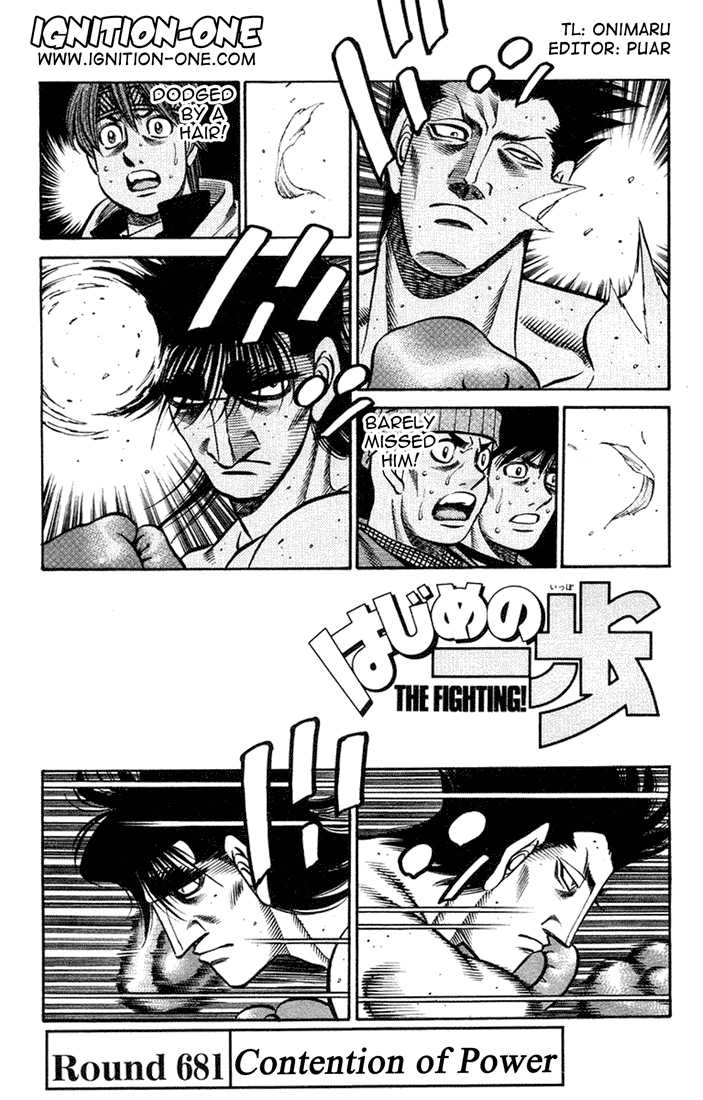 IGNITION-ONE
WWW.IGNITION-ONE.COM
TL: ONIMARU
EDITOR: PUAR
DODGED
BY A
HAIR!
BARELY
MISSED
HIM!
いっぽ
はじめの一歩
THE FIGHTING!
Round 681
Contention of Power